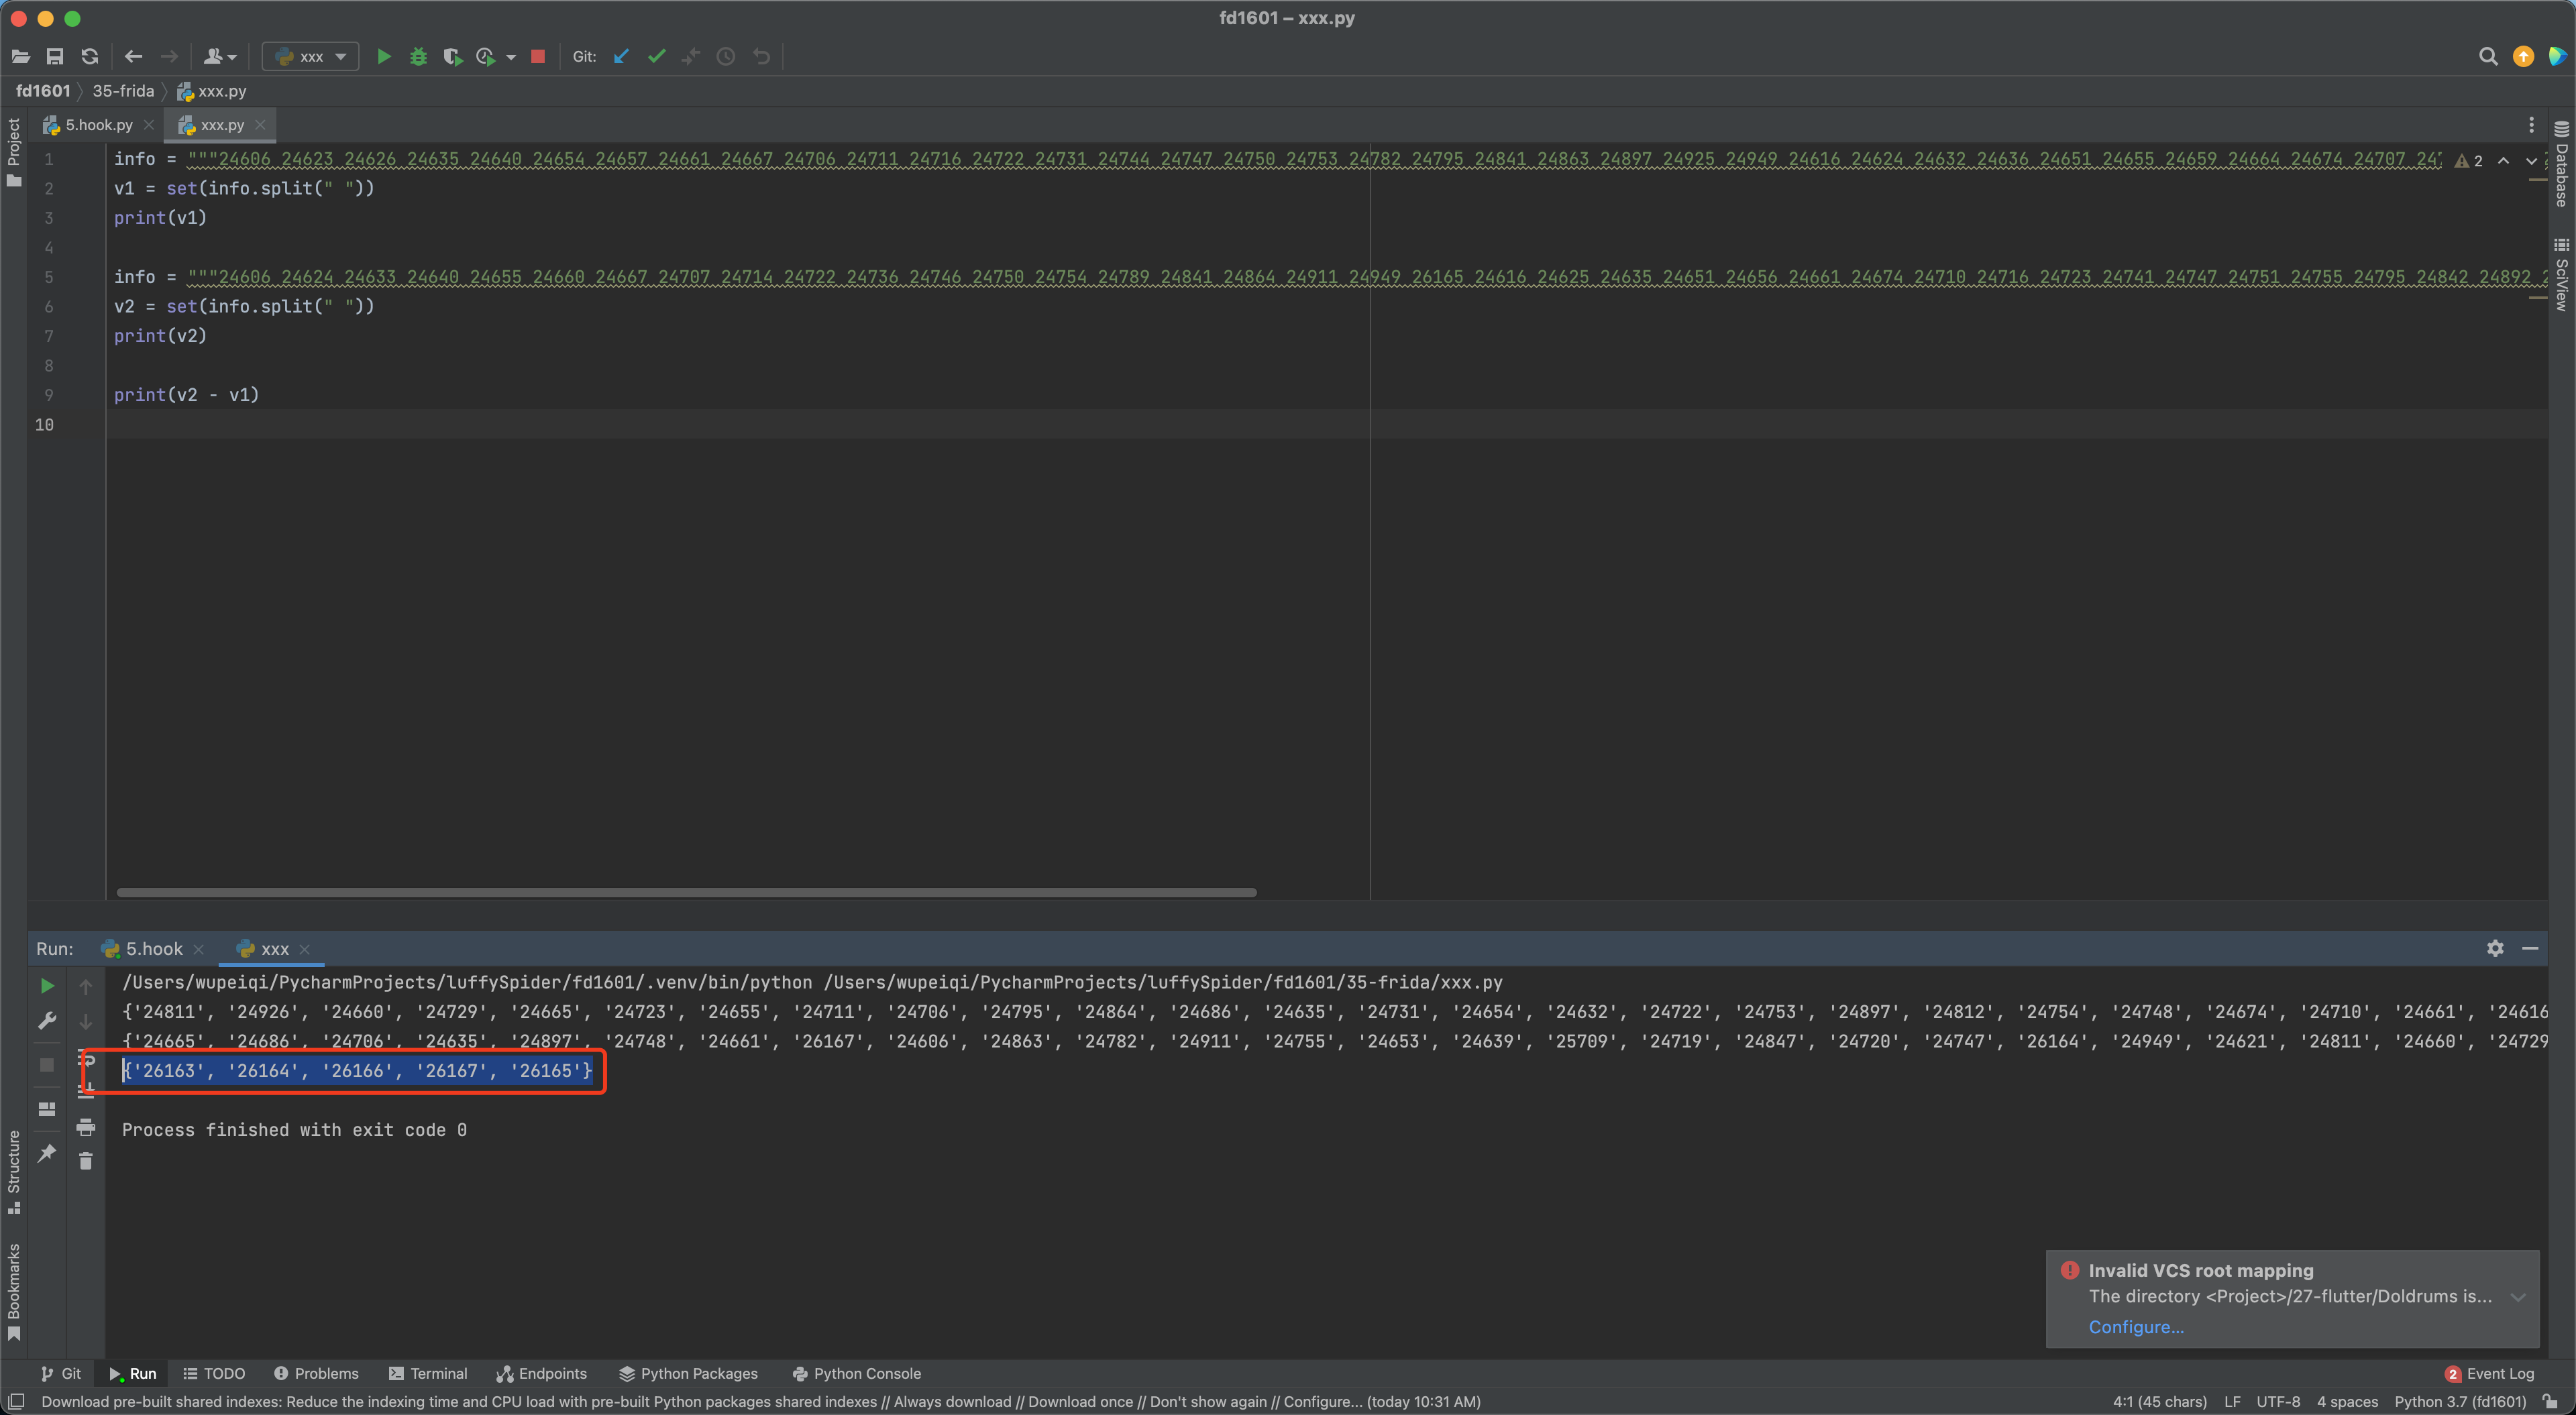 fd1601 – xxx.py
xxx
Git:
fd1601 35-frida xxx.py
Project
5.hook.py xxx.py
1 info = """24606 24623 24626 24635 24640 24654 24657 24661 24667 24706 24711 24716 24722 24731 24744 24747 24750 24753 24782 24795 24841 24863 24897 24925 24949 24616 24624 24632 24636 24651 24655 24659 24664 24674 24707
2
2 v1 = set(info.split(" "))
3 print(v1)
4
5 info = """24606 24624 24633 24640 24655 24660 24667 24707 24714 24722 24736 24746 24750 24754 24789 24841 24864 24911 24949 26165 24616 24625 24635 24651 24656 24661 24674 24710 24716 24723 24741 24747 24751 24755 24795 24842 24892
6 v2 = set(info.split(" "))
7 print(v2)
8
9 print(v2 - v1)
10
Database
SciView
Run: 5.hook xxx
/Users/wupeiqi/PycharmProjects/luffySpider/fd1601/.venv/bin/python /Users/wupeiqi/PycharmProjects/luffySpider/fd1601/35-frida/xxx.py
{'24811', '24926', '24660', '24729', '24665', '24723', '24655', '24711', '24706', '24795', '24864', '24686', '24635', '24731', '24654', '24632', '24722', '24753', '24897', '24812', '24754', '24748', '24674', '24710', '24661', '24616
{'24665', '24686', '24706', '24635', '24897', '24748', '24661', '26167', '24606', '24863', '24782', '24911', '24755', '24653', '24639', '25709', '24719', '24847', '24720', '24747', '26164', '24949', '24621', '24811', '24660', '24729
{'26163', '26164', '26166', '26167', '26165'}
Process finished with exit code 0
Structure
Bookmarks
Invalid VCS root mapping
The directory <Project>/27-flutter/Doldrums is...
Configure...
Git Run TODO Problems Terminal Endpoints Python Packages Python Console 2 Event Log
Download pre-built shared indexes: Reduce the indexing time and CPU load with pre-built Python packages shared indexes // Always download // Download once // Don't show again // Configure... (today 10:31 AM) 4:1 (45 chars) LF UTF-8 4 spaces Python 3.7 (fd1601)